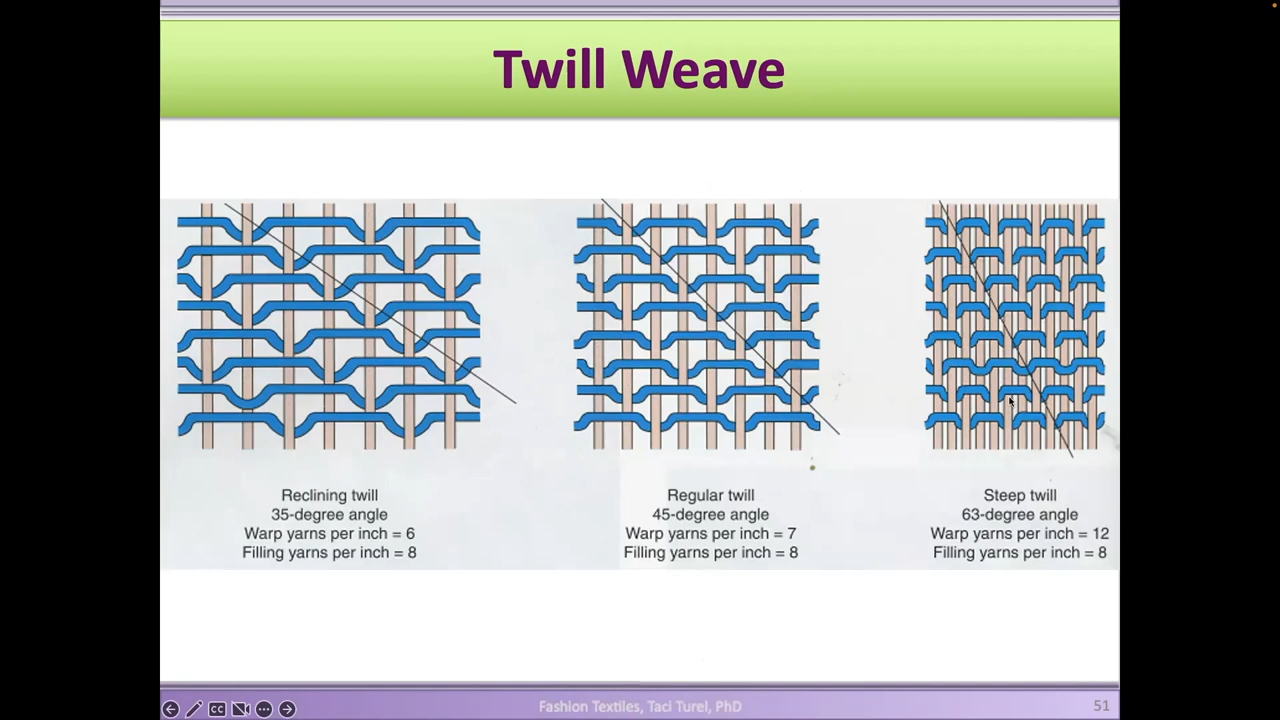 Twill Weave
Reclining twill
35-degree angle
Warp yarns per inch = 6
Filling yarns per inch = 8
Regular twill
45-degree angle
Warp yarns per inch = 7
Filling yarns per inch = 8
Steep twill
63-degree angle
Warp yarns per inch = 12
Filling yarns per inch = 8
CC
Fashion Textiles, Taci Turel, PhD
51